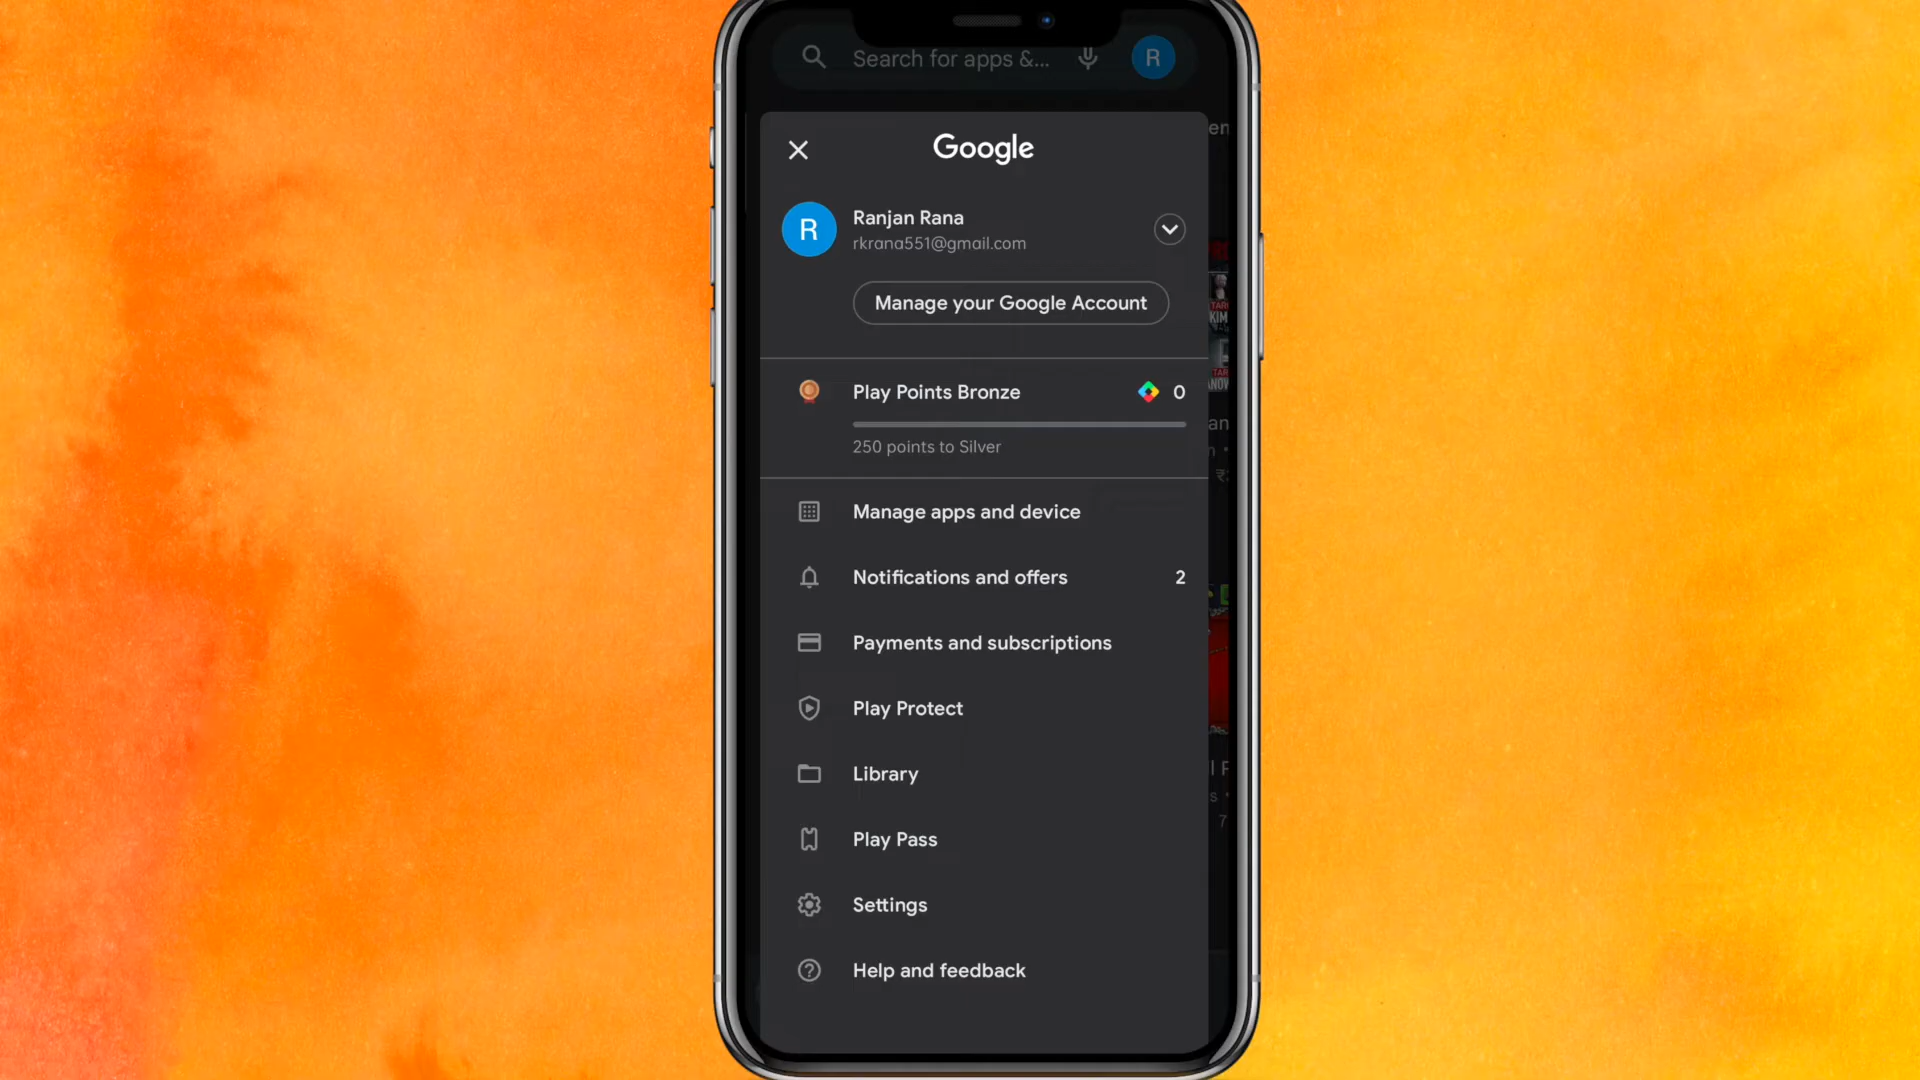 Search for apps &...
R
Google
R
Ranjan Rana
rkrana551@gmail.com
Manage your Google Account
Play Points Bronze
0
250 points to Silver
Manage apps and device
Notifications and offers
2
Payments and subscriptions
Play Protect
Library
Play Pass
Settings
Help and feedback